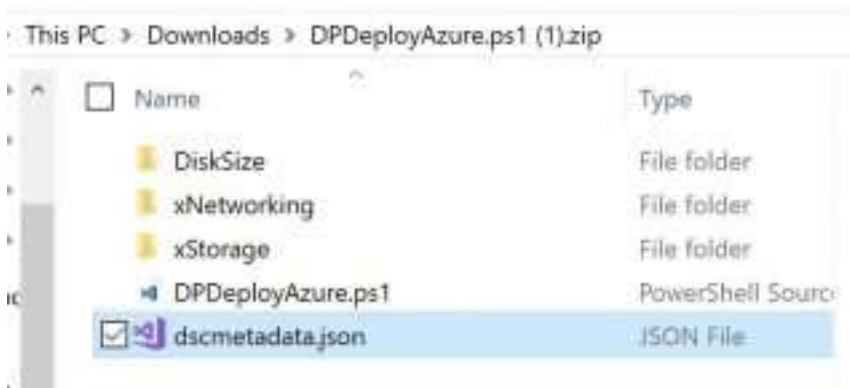 This PC > Downloads > DPDeployAzure.ps1 (1).zip
Name Type
DiskSize File folder
xNetworking File folder
xStorage File folder
DPDeployAzure.ps1 PowerShell Sourc
dscmetadata.json JSON File